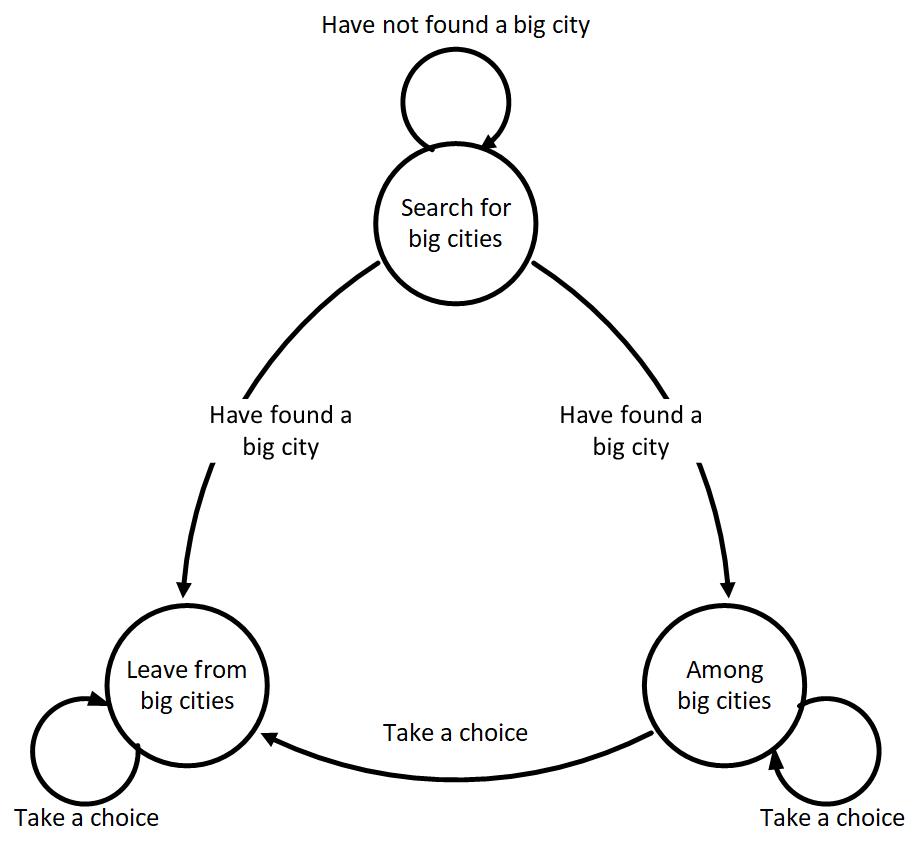 Have not found a big city
Search for
big cities
Have found a
big city
Have found a
big city
Leave from
big cities
Among
big cities
Take a choice
Take a choice
Take a choice